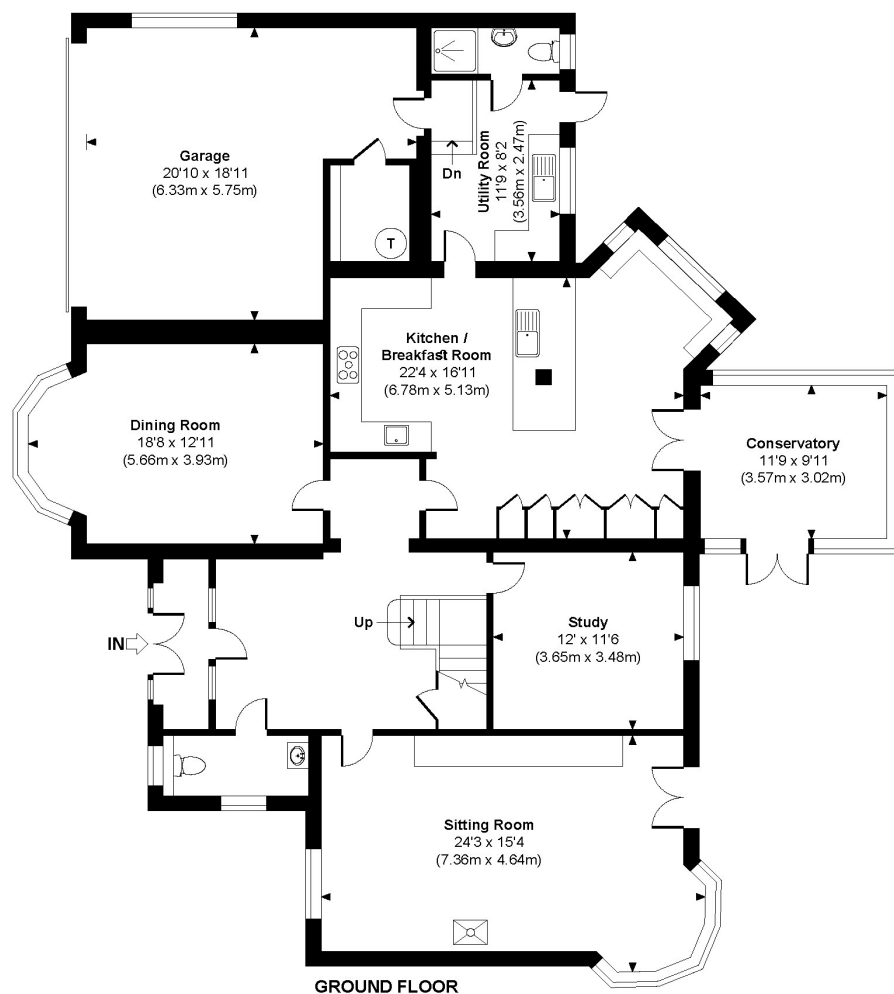 Garage
20'10 x 18'11
(6.33m x 5.75m)
Dn
Utility Room
11'9 x 8'2
(3.56m x 2.47m)
T
Kitchen /
Breakfast Room
22'4 x 16'11
(6.78m x 5.13m)
Dining Room
18'8 x 12'11
(5.66m x 3.93m)
Conservatory
11'9 x 9'11
(3.57m x 3.02m)
IN
Up
Study
12' x 11'6
(3.65m x 3.48m)
Sitting Room
24'3 x 15'4
(7.36m x 4.64m)
GROUND FLOOR